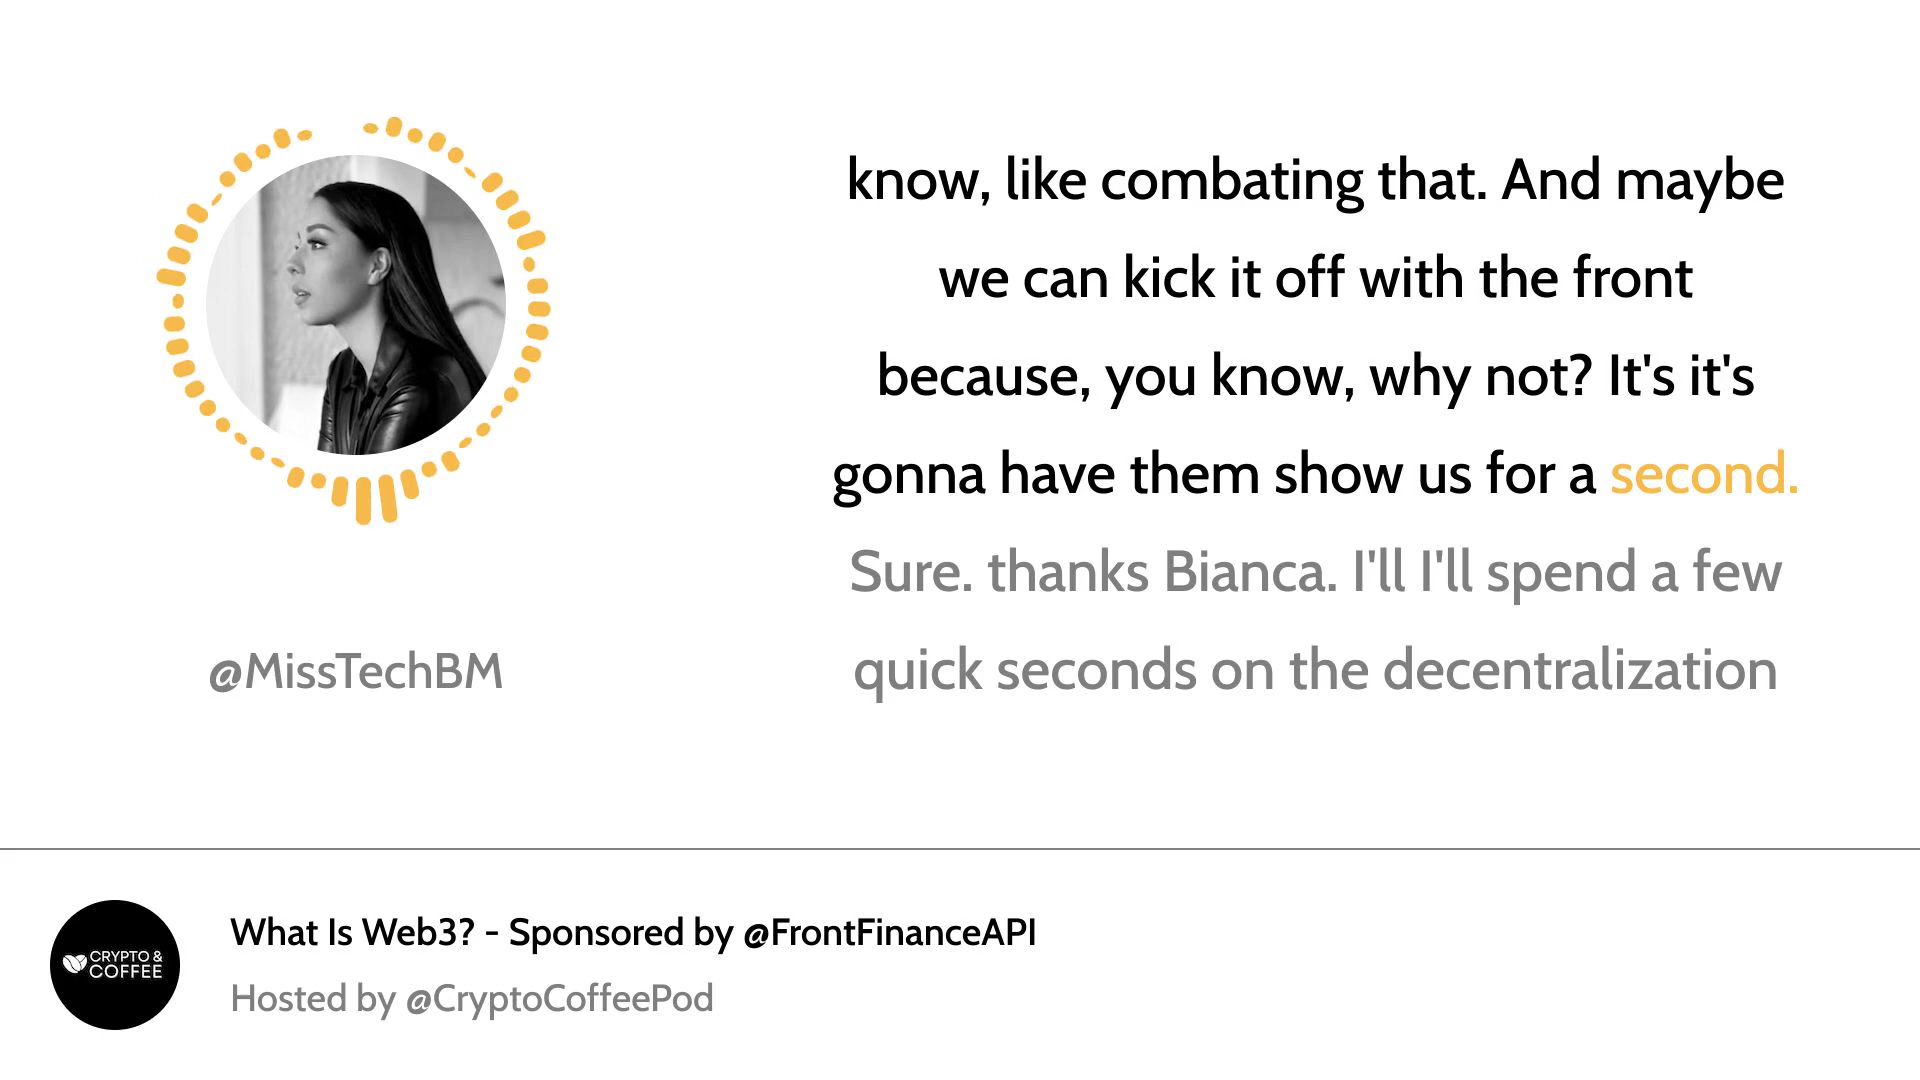 know, like combating that. And maybe
we can kick it off with the front
because, you know, why not? It's it's
gonna have them show us for a second.
Sure. thanks Bianca. I'll I'll spend a few
quick seconds on the decentralization
@MissTechBM
CRYPTO &
COFFEE
What Is Web3? - Sponsored by @FrontFinanceAPI
Hosted by @CryptoCoffeePod